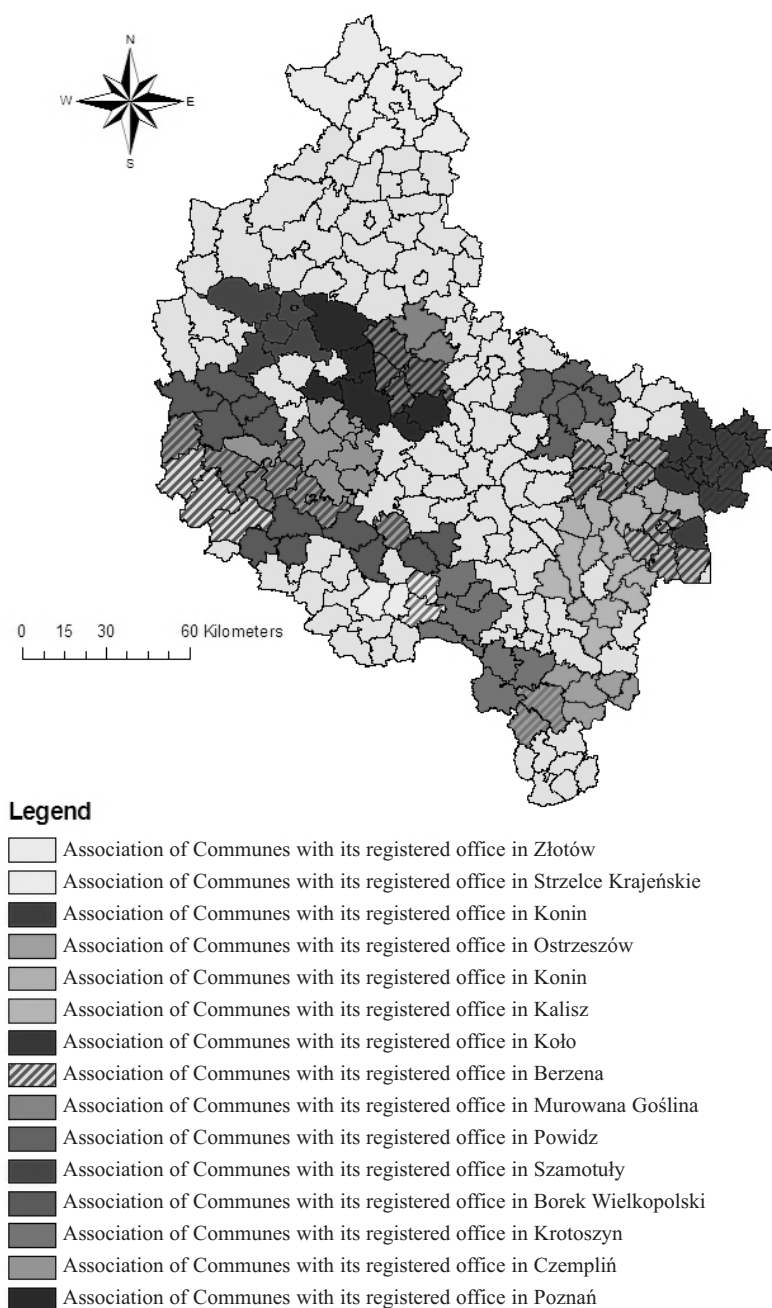 N
W
E
S
0 15 30 60 Kilometers
Legend
Association of Communes with its registered office in Złotów
Association of Communes with its registered office in Strzelce Krajeńskie
Association of Communes with its registered office in Konin
Association of Communes with its registered office in Ostrzeszów
Association of Communes with its registered office in Konin
Association of Communes with its registered office in Kalisz
Association of Communes with its registered office in Koło
Association of Communes with its registered office in Berzena
Association of Communes with its registered office in Murowana Goślina
Association of Communes with its registered office in Powidz
Association of Communes with its registered office in Szamotuły
Association of Communes with its registered office in Borek Wielkopolski
Association of Communes with its registered office in Krotoszyn
Association of Communes with its registered office in Czempliń
Association of Communes with its registered office in Poznań